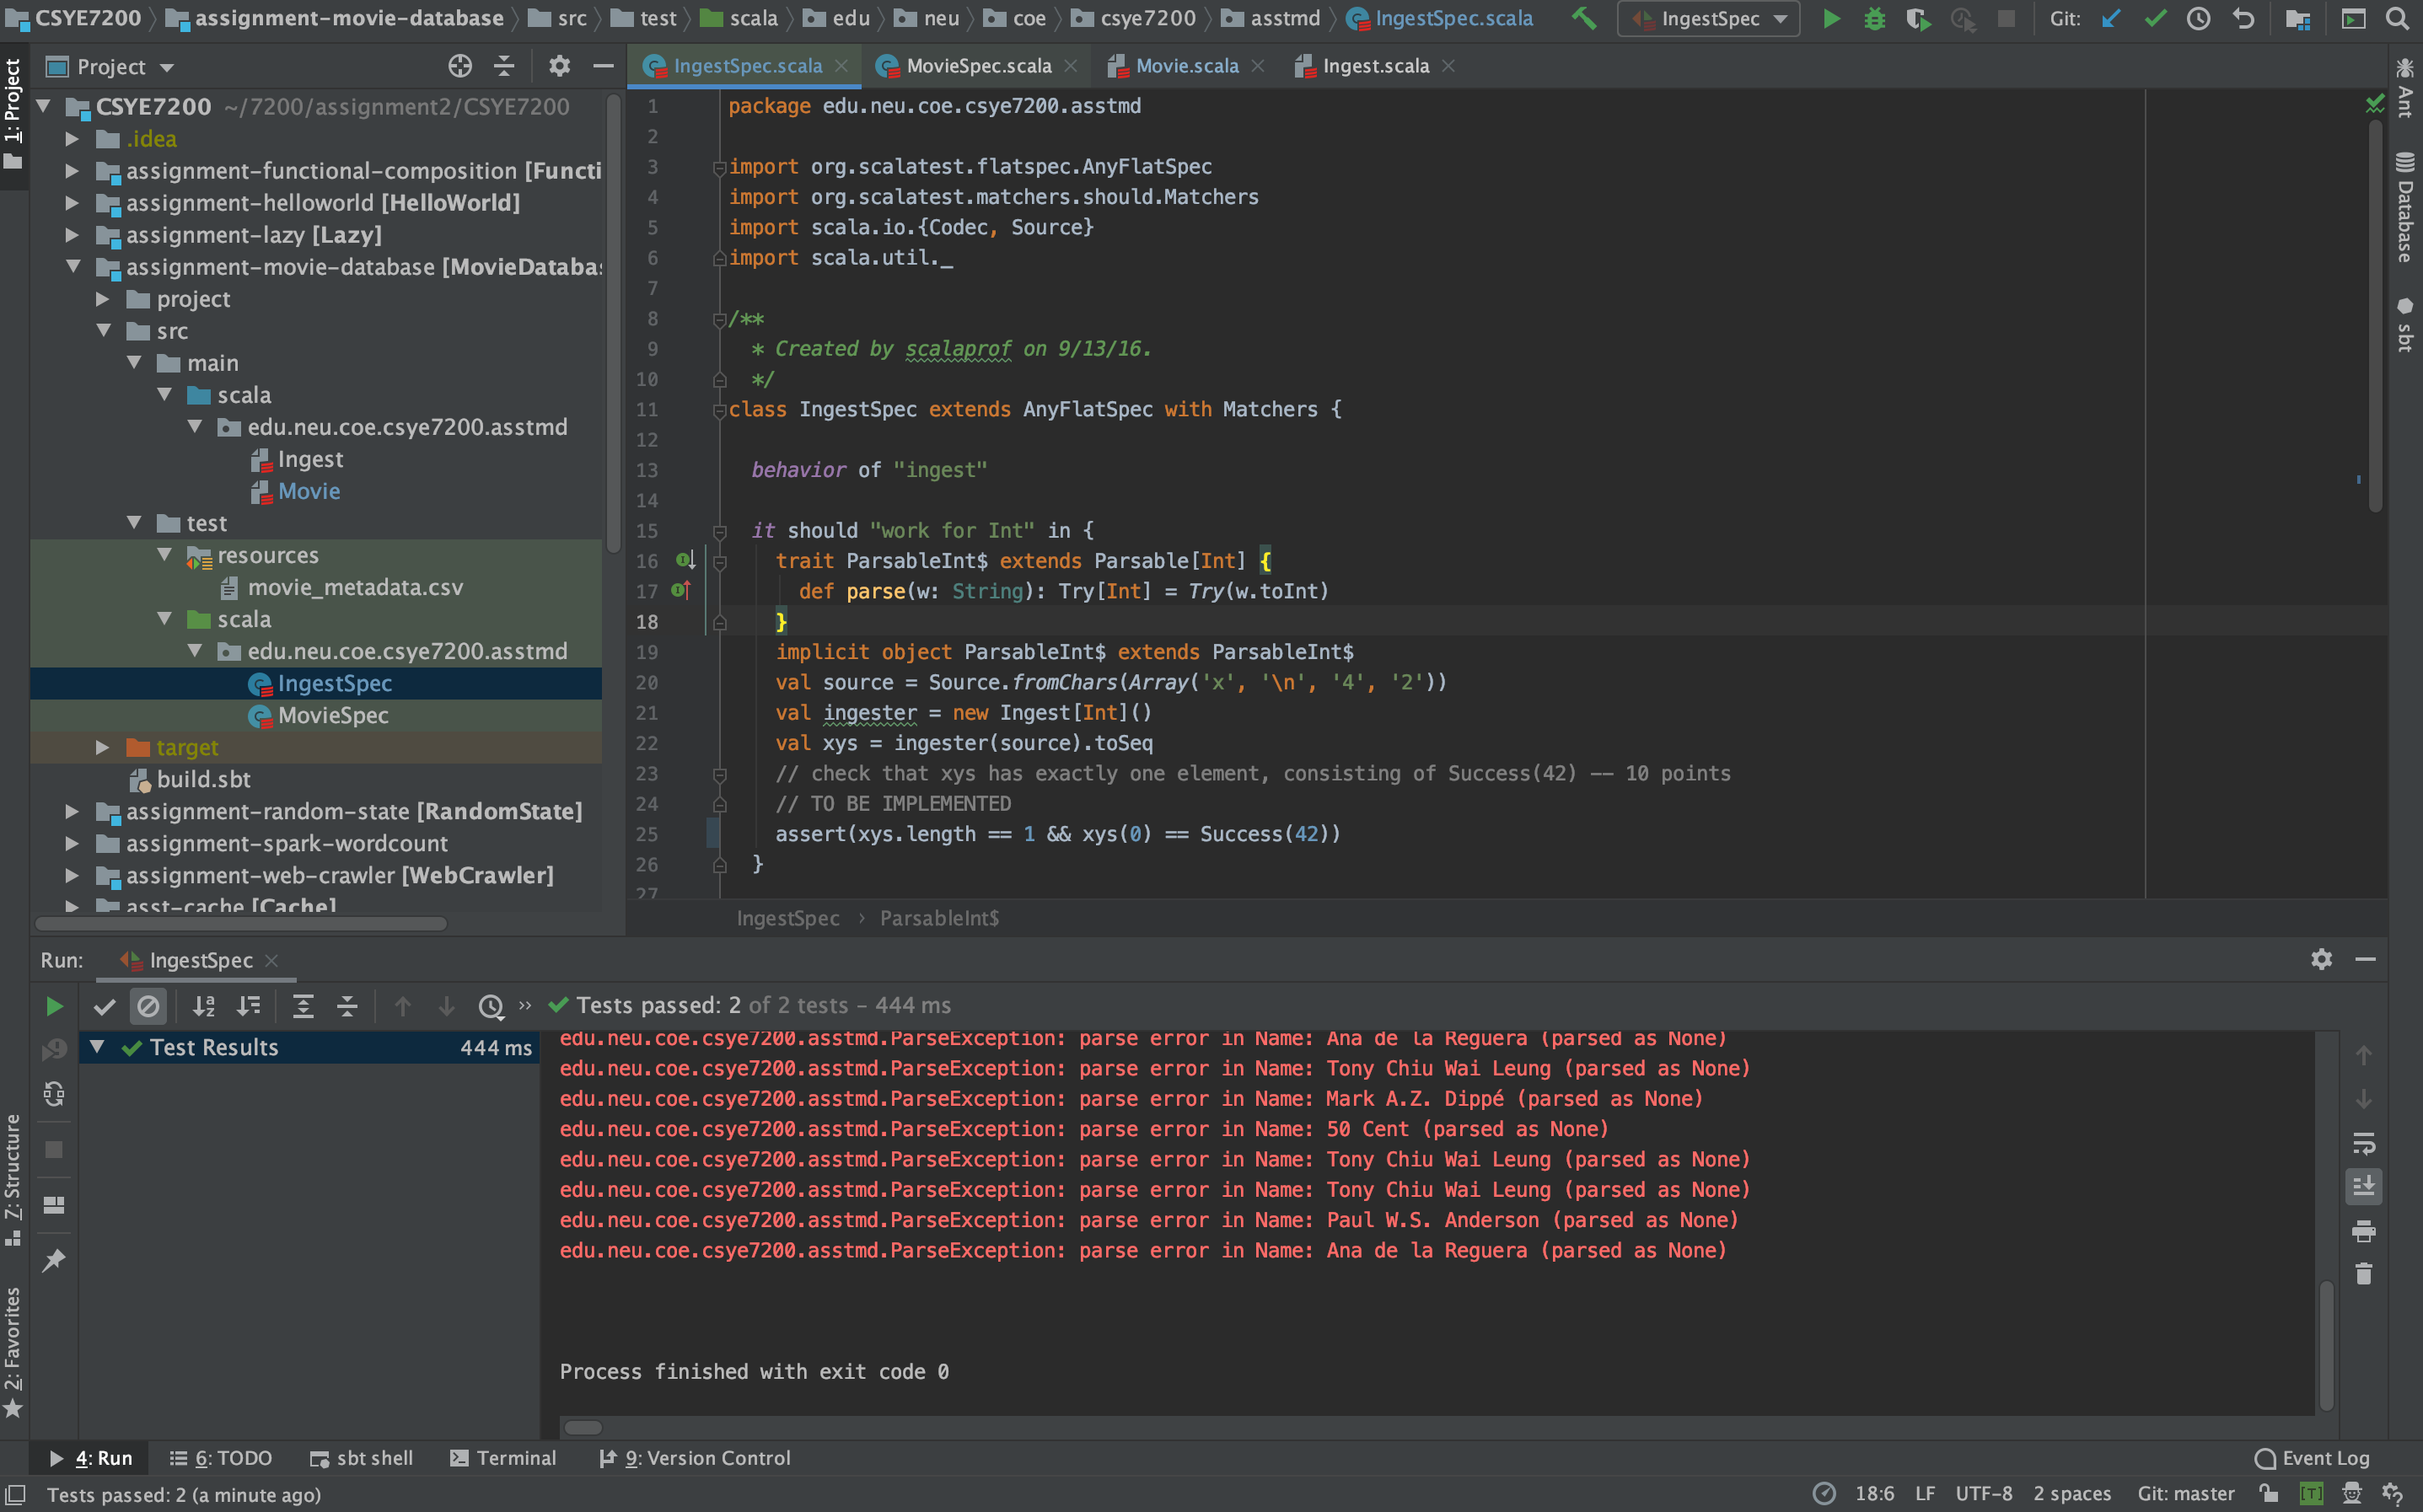 CSYE7200 assignment-movie-database src test scala edu neu coe csye7200 asstmd IngestSpec.scala IngestSpec Git:
1: Project
Project
IngestSpec.scala MovieSpec.scala Movie.scala Ingest.scala
CSYE7200 ~/7200/assignment2/CSYE7200
.idea
assignment-functional-composition [Functi
assignment-helloworld [HelloWorld]
assignment-lazy [Lazy]
assignment-movie-database [MovieDatabas
project
src
main
scala
edu.neu.coe.csye7200.asstmd
Ingest
Movie
test
resources
movie_metadata.csv
scala
edu.neu.coe.csye7200.asstmd
IngestSpec
MovieSpec
target
build.sbt
assignment-random-state [RandomState]
assignment-spark-wordcount
assignment-web-crawler [WebCrawler]
asst-cache [Cache]
1 package edu.neu.coe.csye7200.asstmd
2
3 import org.scalatest.flatspec.AnyFlatSpec
4 import org.scalatest.matchers.should.Matchers
5 import scala.io.{Codec, Source}
6 import scala.util._
7
8 /**
9 * Created by scalaprof on 9/13/16.
10 */
11 class IngestSpec extends AnyFlatSpec with Matchers {
12
13 behavior of "ingest"
14
15 it should "work for Int" in {
16 trait ParsableInt$ extends Parsable[Int] {
17 def parse(w: String): Try[Int] = Try(w.toInt)
18 }
19 implicit object ParsableInt$ extends ParsableInt$
20 val source = Source.fromChars(Array('x', '\n', '4', '2'))
21 val ingester = new Ingest[Int]()
22 val xys = ingester(source).toSeq
23 // check that xys has exactly one element, consisting of Success(42) -- 10 points
24 // TO BE IMPLEMENTED
25 assert(xys.length == 1 && xys(0) == Success(42))
26 }
27
IngestSpec › ParsableInt$
Ant
Database
sbt
Run: IngestSpec
Tests passed: 2 of 2 tests – 444 ms
Test Results 444 ms
edu.neu.coe.csye7200.asstmd.ParseException: parse error in Name: Ana de la Reguera (parsed as None)
edu.neu.coe.csye7200.asstmd.ParseException: parse error in Name: Tony Chiu Wai Leung (parsed as None)
edu.neu.coe.csye7200.asstmd.ParseException: parse error in Name: Mark A.Z. Dippé (parsed as None)
edu.neu.coe.csye7200.asstmd.ParseException: parse error in Name: 50 Cent (parsed as None)
edu.neu.coe.csye7200.asstmd.ParseException: parse error in Name: Tony Chiu Wai Leung (parsed as None)
edu.neu.coe.csye7200.asstmd.ParseException: parse error in Name: Tony Chiu Wai Leung (parsed as None)
edu.neu.coe.csye7200.asstmd.ParseException: parse error in Name: Paul W.S. Anderson (parsed as None)
edu.neu.coe.csye7200.asstmd.ParseException: parse error in Name: Ana de la Reguera (parsed as None)
Process finished with exit code 0
7: Structure
2: Favorites
4: Run 6: TODO sbt shell Terminal 9: Version Control Event Log
Tests passed: 2 (a minute ago) 18:6 LF UTF-8 2 spaces Git: master [T]